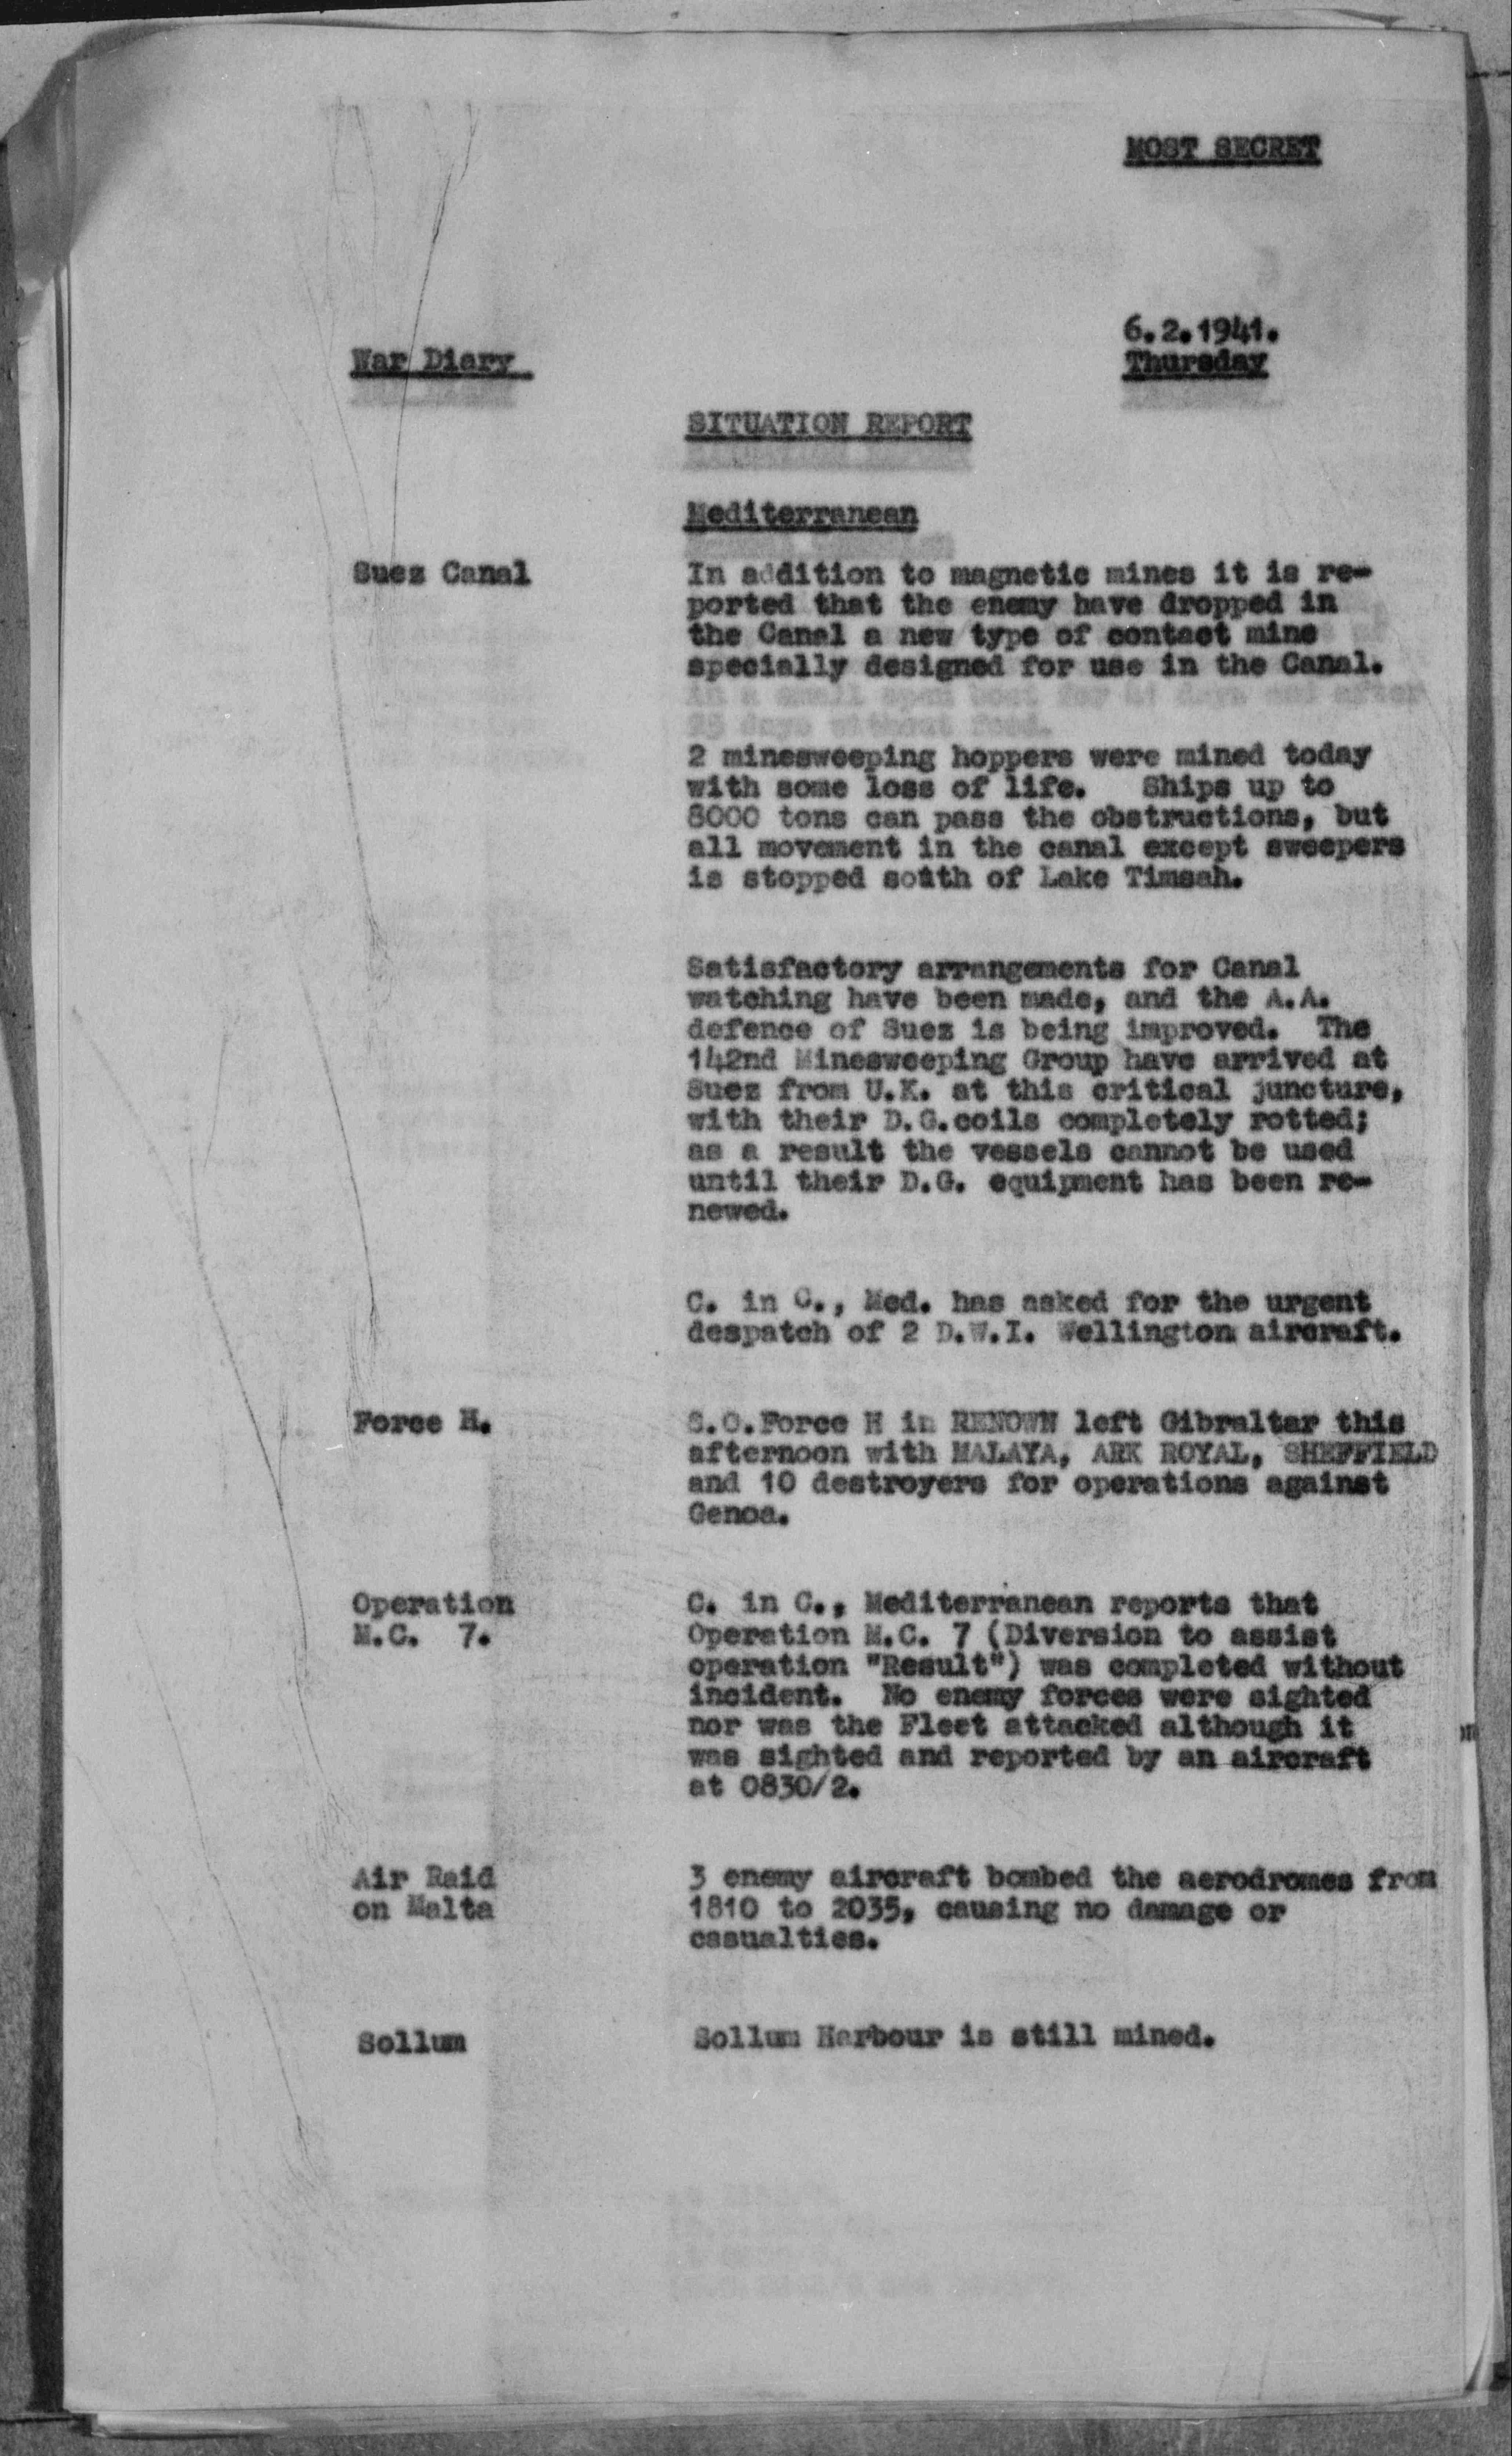 MOST SECRET
6.2.1941.
War Diary
Thursday
SITUATION REPORT
Mediterranean
Suez Canal
In addition to magnetic mines it is re-
ported that the enemy have dropped in
the Canal a new type of contact mine
specially designed for use in the Canal.
2 minesweeping hoppers were mined today
with some loss of life. Ships up to
8000 tons can pass the obstructions, but
all movement in the canal except sweepers
is stopped south of Lake Timsah.
Satisfactory arrangements for Canal
watching have been made, and the A.A.
defence of Suez is being improved. The
142nd Minesweeping Group have arrived at
Suez from U.K. at this critical juncture,
with their D.G.coils completely rotted;
as a result the vessels cannot be used
until their D.G. equipment has been re-
newed.
C. in C., Med. has asked for the urgent
despatch of 2 D.W.I. Wellington aircraft.
Force H.
S.O.Force H in RENOWN left Gibraltar this
afternoon with MALAYA, ARK ROYAL, SHEFFIELD
and 10 destroyers for operations against
Genoa.
Operation
M.C. 7.
C. in C., Mediterranean reports that
Operation M.C. 7 (Diversion to assist
operation "Result") was completed without
incident. No enemy forces were sighted
nor was the Fleet attacked although it
was sighted and reported by an aircraft
at 0830/2.
Air Raid
on Malta
3 enemy aircraft bombed the aerodromes from
1810 to 2035, causing no damage or
casualties.
Sollum
Sollum Harbour is still mined.